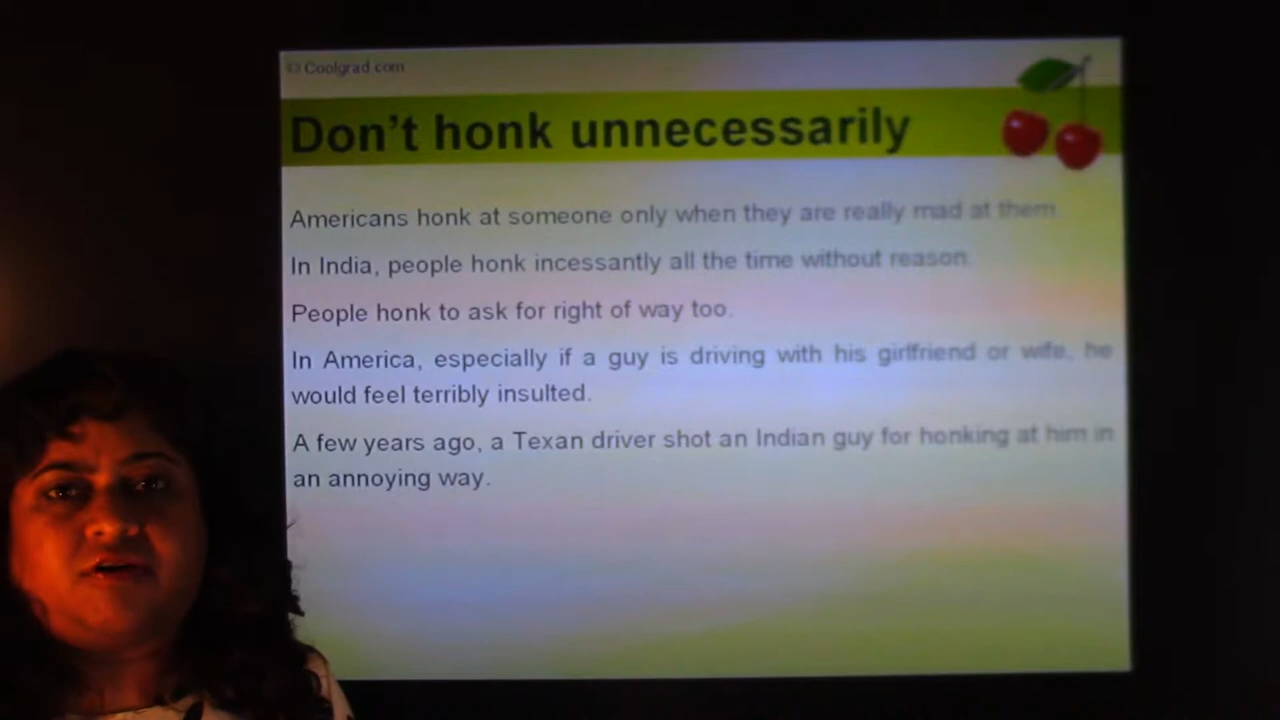 © Coolgrad com
Don't honk unnecessarily
Americans honk at someone only when they are really mad at them.
In India, people honk incessantly all the time without reason.
People honk to ask for right of way too.
In America, especially if a guy is driving with his girlfriend or wife, he
would feel terribly insulted.
A few years ago, a Texan driver shot an Indian guy for honking at him in
an annoying way.